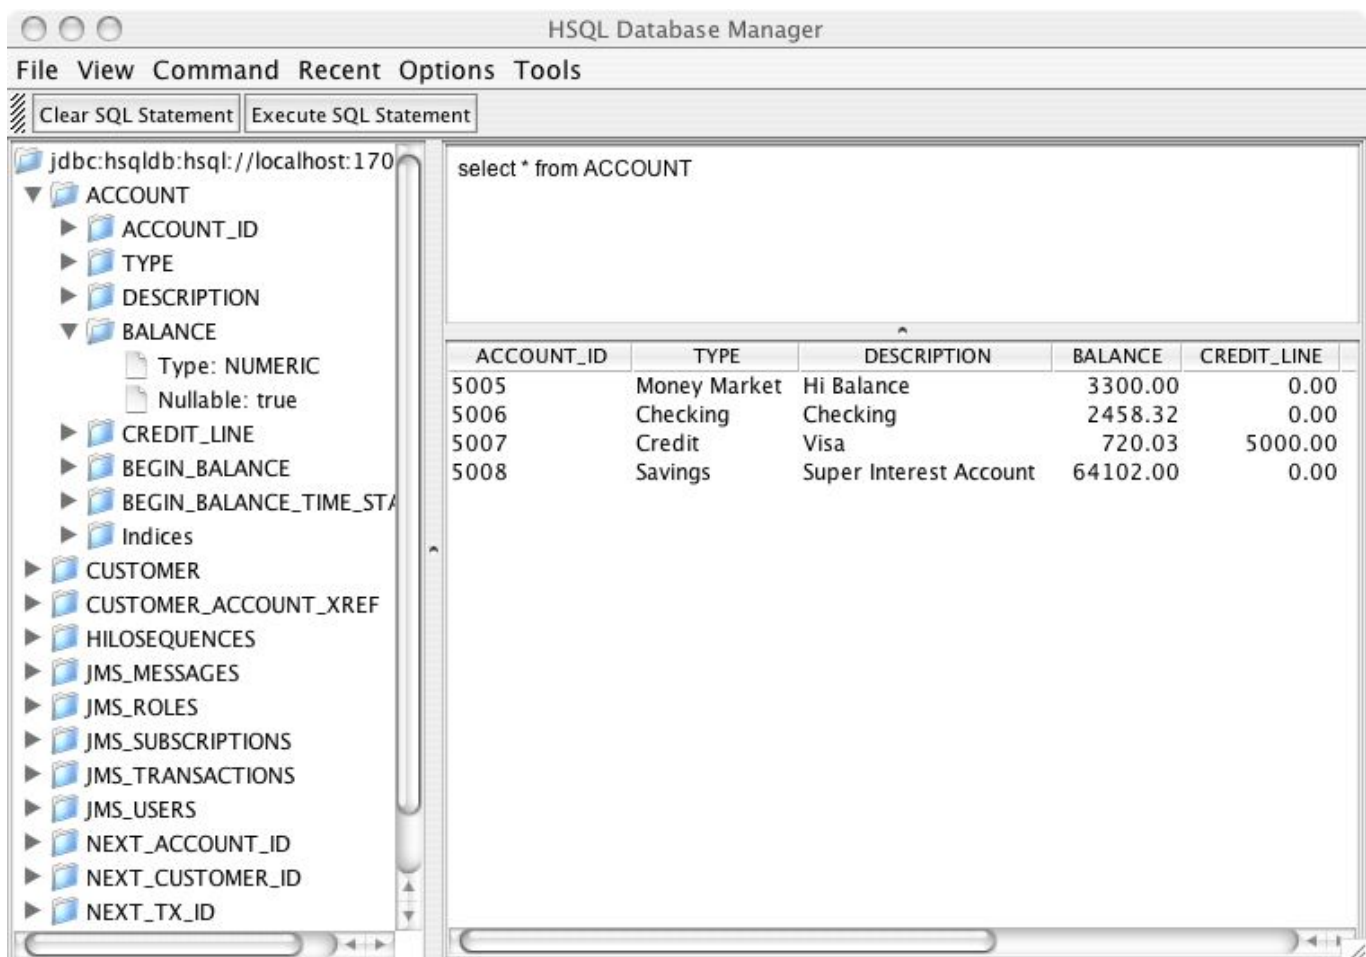 HSQL Database Manager
File View Command Recent Options Tools
Clear SQL Statement Execute SQL Statement
jdbc:hsqldb:hsql://localhost:170
ACCOUNT
ACCOUNT_ID
TYPE
DESCRIPTION
BALANCE
Type: NUMERIC
Nullable: true
CREDIT_LINE
BEGIN_BALANCE
BEGIN_BALANCE_TIME_STA
Indices
CUSTOMER
CUSTOMER_ACCOUNT_XREF
HILOSEQUENCES
JMS_MESSAGES
JMS_ROLES
JMS_SUBSCRIPTIONS
JMS_TRANSACTIONS
JMS_USERS
NEXT_ACCOUNT_ID
NEXT_CUSTOMER_ID
NEXT_TX_ID
select * from ACCOUNT
ACCOUNT_ID TYPE DESCRIPTION BALANCE CREDIT_LINE
5005 Money Market Hi Balance 3300.00 0.00
5006 Checking Checking 2458.32 0.00
5007 Credit Visa 720.03 5000.00
5008 Savings Super Interest Account 64102.00 0.00